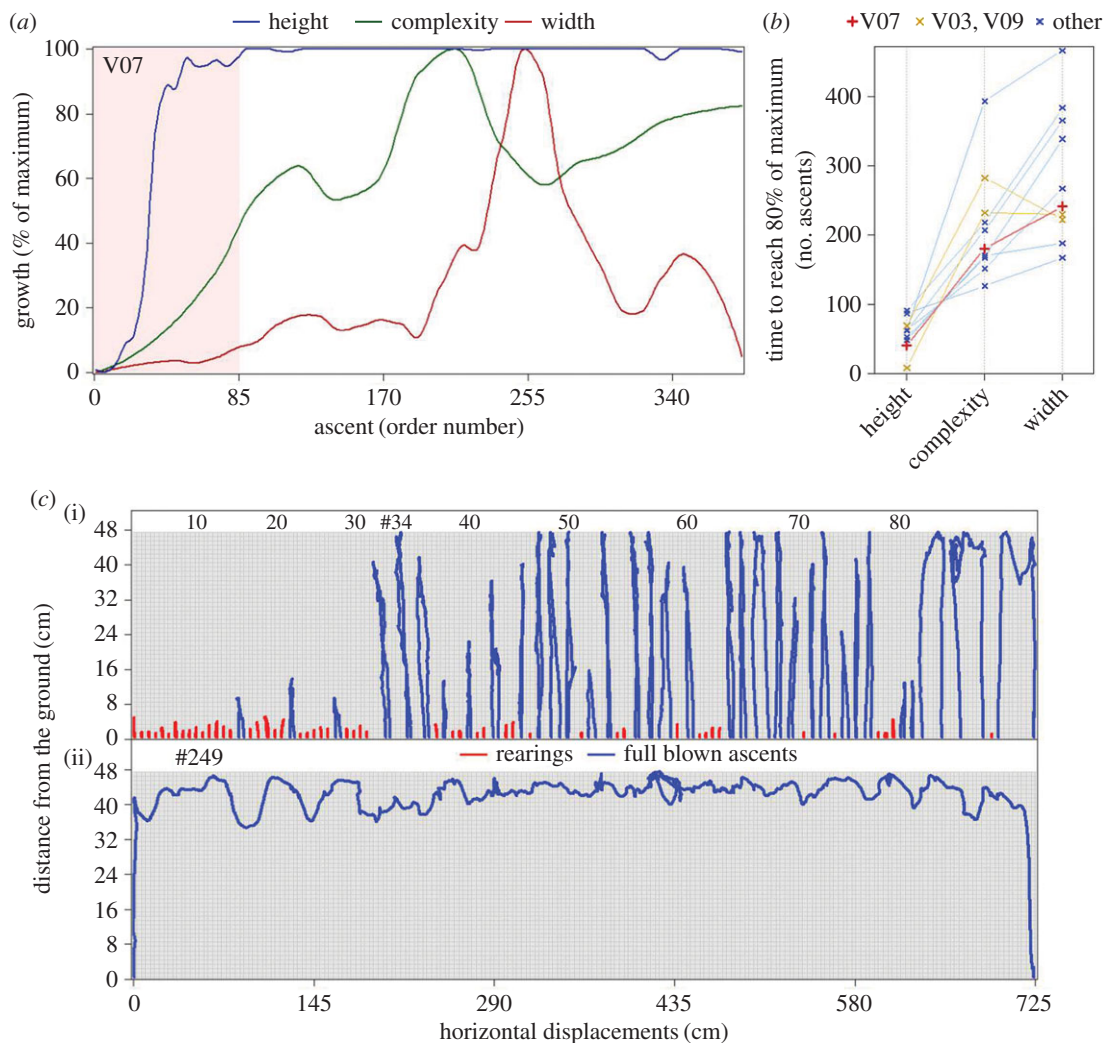 (a) height complexity width
V07
growth (% of maximum)
100
80
60
40
20
0
0 85 170 255 340
ascent (order number)
(b) V07 V03, V09 other
time to reach 80% of maximum
(no. ascents)
400
300
200
100
0
height complexity width
(c) (i)
10 20 30 #34 40 50 60 70 80
distance from the ground (cm)
48
40
32
24
16
8
0
(ii) #249 rearings full blown ascents
48
40
32
24
16
8
0
0 145 290 435 580 725
horizontal displacements (cm)